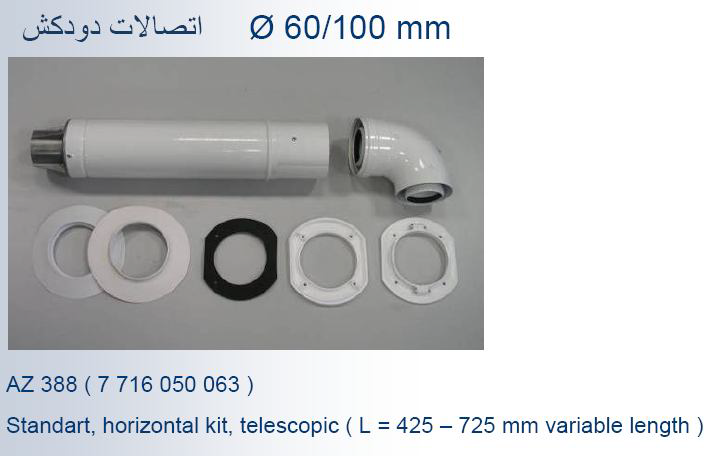 اتصالات دودکش Ø 60/100 mm
AZ 388 ( 7 716 050 063 )
Standart, horizontal kit, telescopic ( L = 425 – 725 mm variable length )